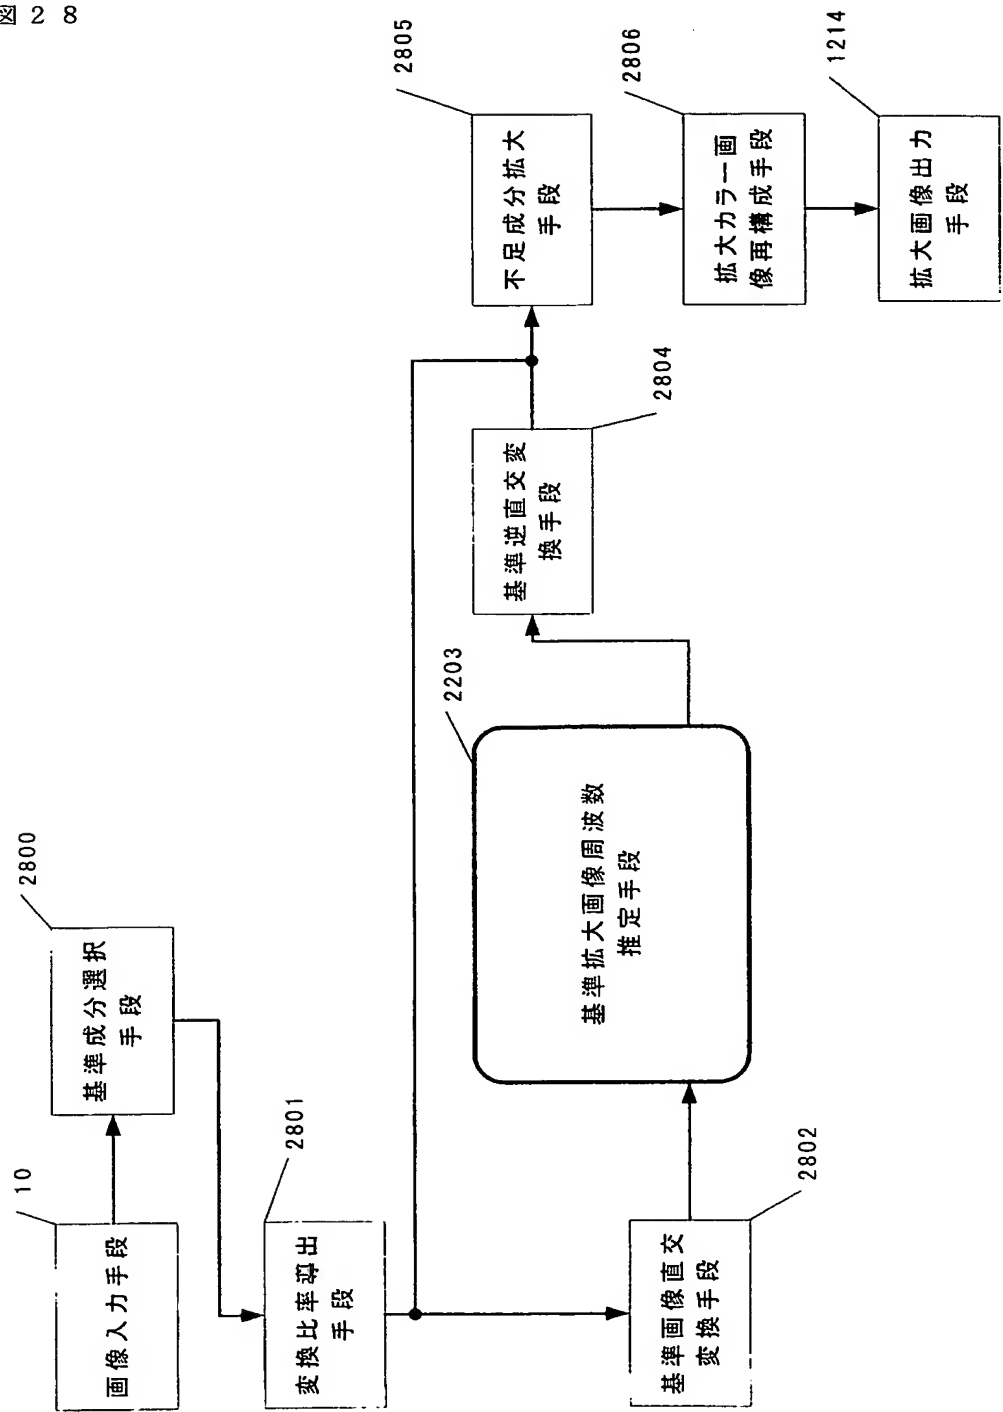 図28
10
画像入力手段
2800
基準成分選択
手段
2801
変換比率導出
手段
2802
基準画像直交
変換手段
2203
基準拡大画像周波数
推定手段
2804
基準逆直交変
換手段
2805
不足成分拡大
手段
2806
拡大カラー画
像再構成手段
1214
拡大画像出力
手段